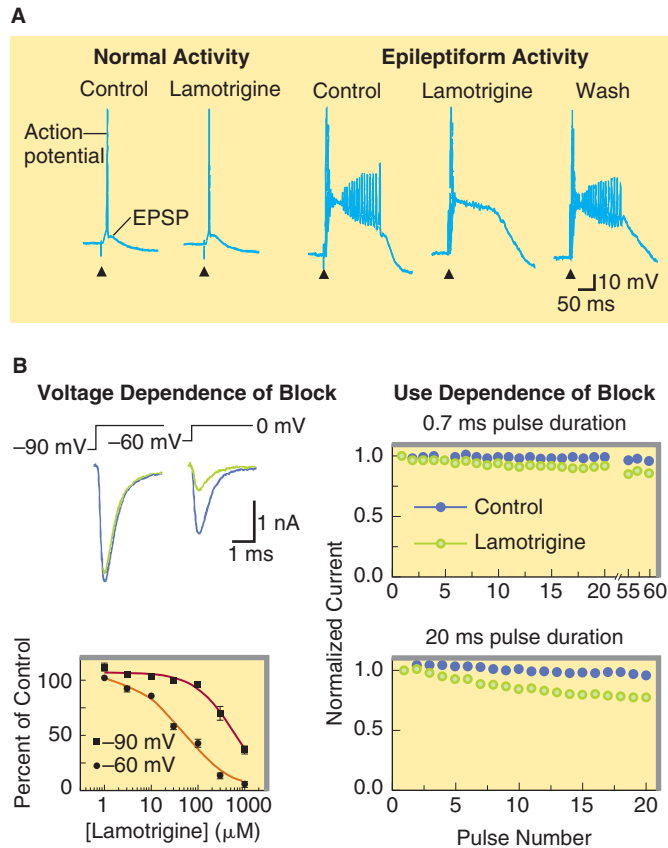 A
Normal Activity
Epileptiform Activity
Control
Lamotrigine
Control
Lamotrigine
Wash
Action
potential
EPSP
10 mV
50 ms
B
Voltage Dependence of Block
–90 mV
–60 mV
0 mV
1 nA
1 ms
Percent of Control
100
50
0
–90 mV
–60 mV
1
10
100
1000
[Lamotrigine] (μM)
Use Dependence of Block
0.7 ms pulse duration
Normalized Current
1.0
0.5
0.0
Control
Lamotrigine
0
5
10
15
20
55
60
20 ms pulse duration
1.0
0.5
0
0
5
10
15
20
Pulse Number